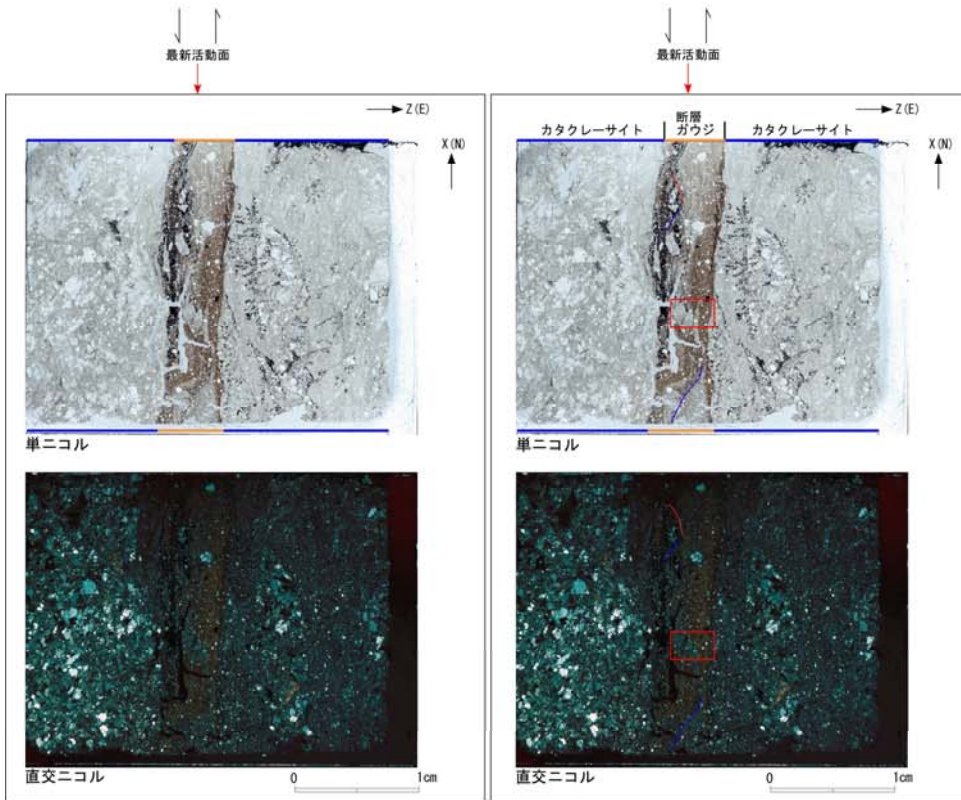 最新活動面
Z(E)
X(N)
単ニコル
直交ニコル
0 1cm
最新活動面
Z(E)
カタクレーサイト
断層
ガウジ
カタクレーサイト
X(N)
単ニコル
直交ニコル
0 1cm